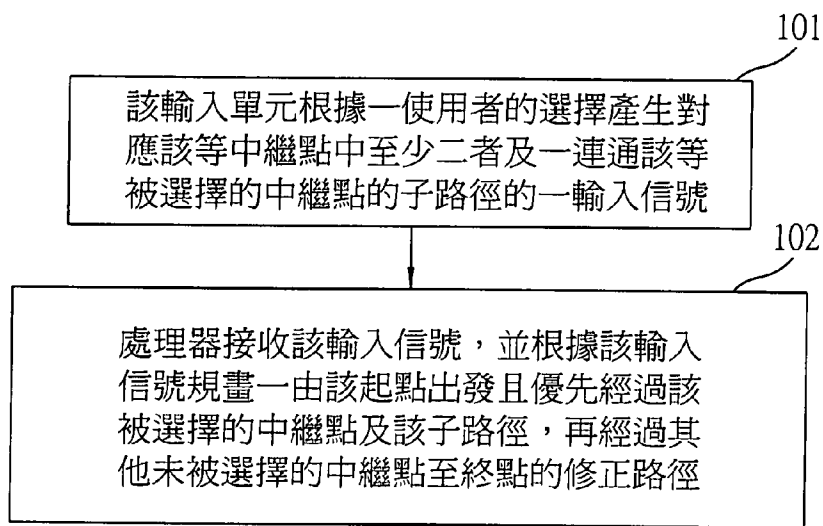 101
該輸入單元根據一使用者的選擇產生對
應該等中繼點中至少二者及一連通該等
被選擇的中繼點的子路徑的一輸入信號
102
處理器接收該輸入信號，並根據該輸入
信號規畫一由該起點出發且優先經過該
被選擇的中繼點及該子路徑，再經過其
他未被選擇的中繼點至終點的修正路徑